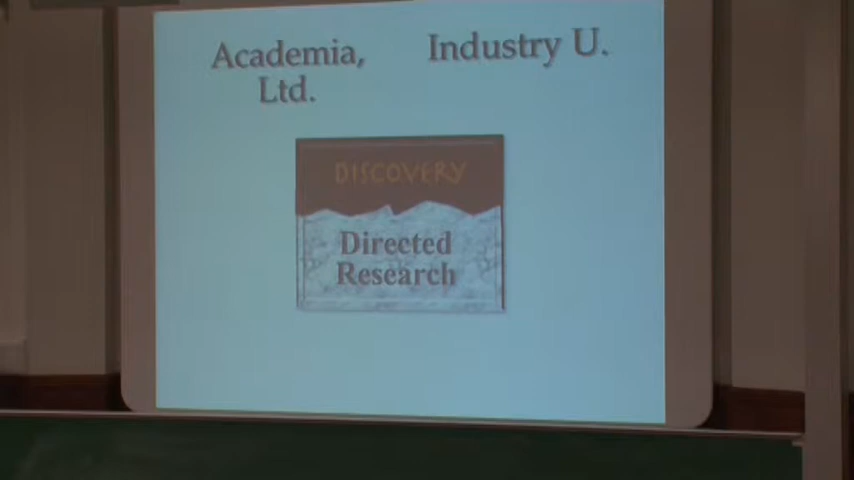 Academia, Ltd.
Industry U.
DISCOVERY
Directed
Research